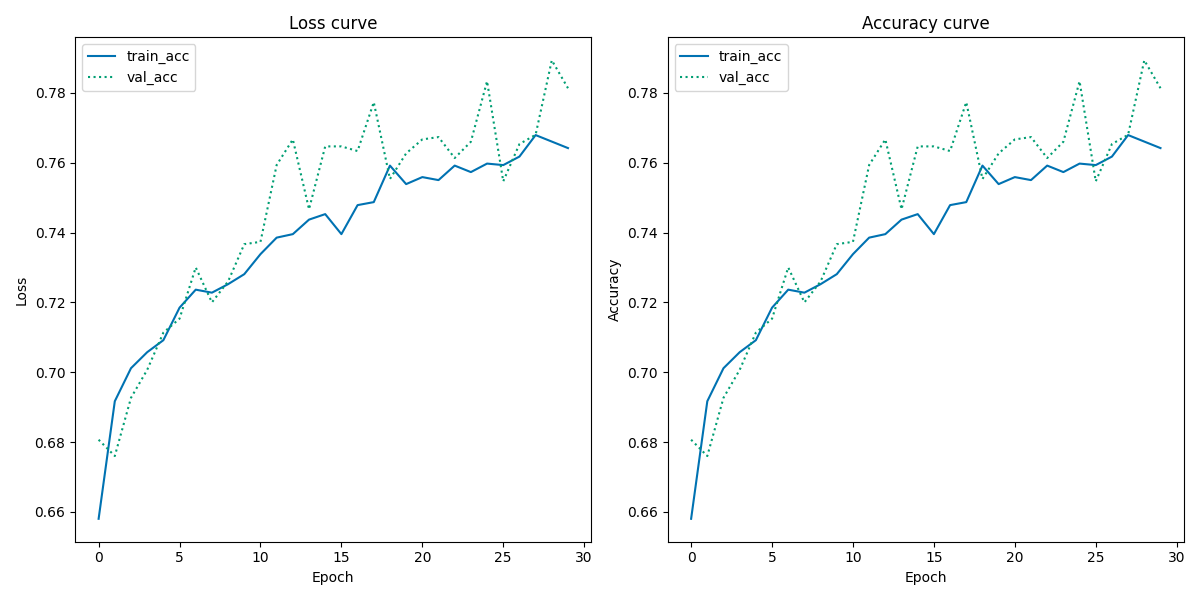 Loss curve
train_acc
val_acc
0.78
0.76
0.74
0.72
0.70
0.68
0.66
Loss
0 5 10 15 20 25 30
Epoch
Accuracy curve
train_acc
val_acc
0.78
0.76
0.74
0.72
0.70
0.68
0.66
Accuracy
0 5 10 15 20 25 30
Epoch